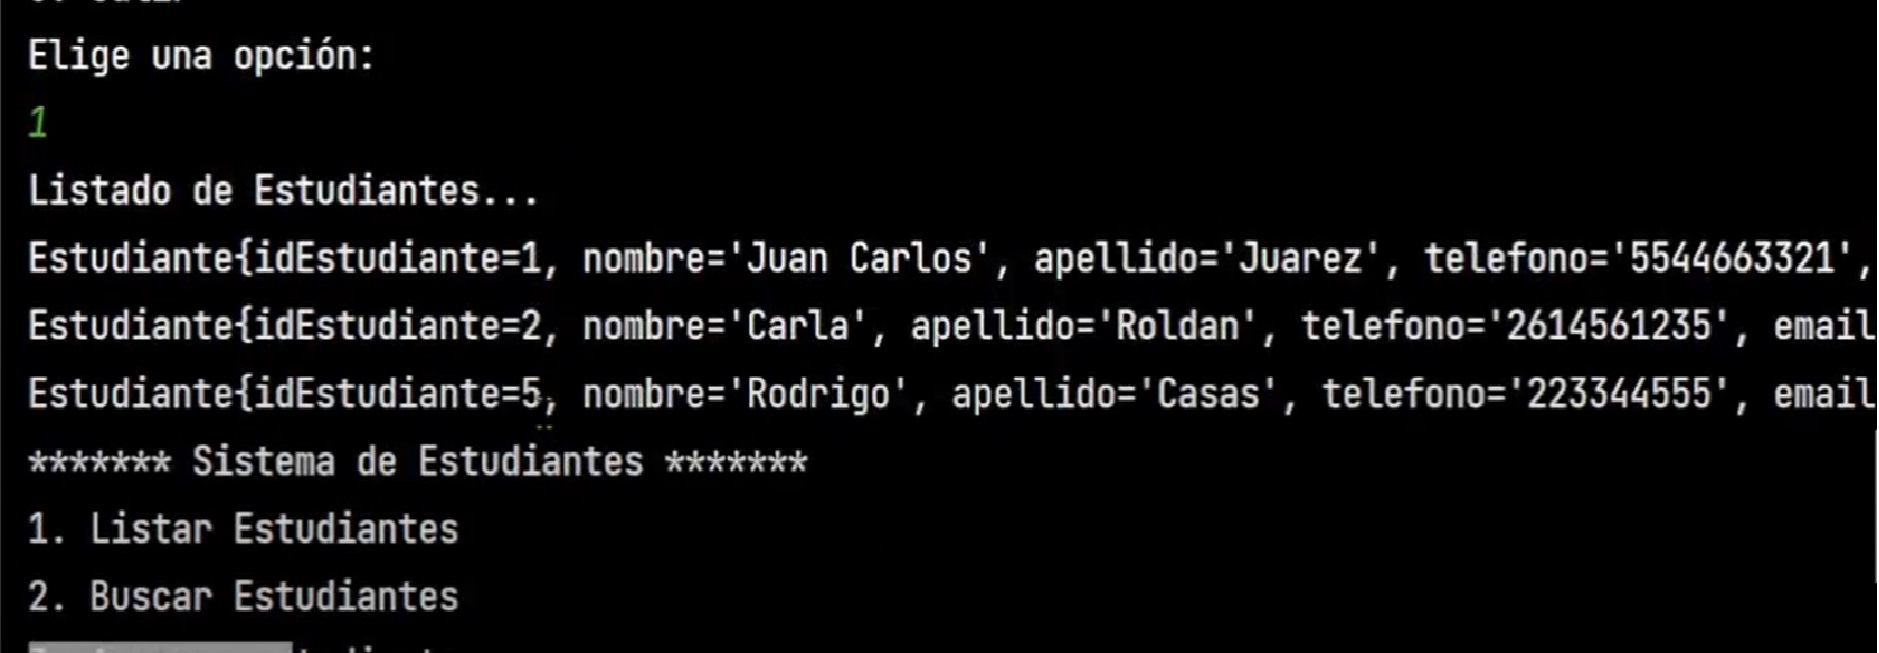 Elige una opción:
1
Listado de Estudiantes...
Estudiante{idEstudiante=1, nombre='Juan Carlos', apellido='Juarez', telefono='5544663321',
Estudiante{idEstudiante=2, nombre='Carla', apellido='Roldan', telefono='2614561235', email
Estudiante{idEstudiante=5, nombre='Rodrigo', apellido='Casas', telefono='223344555', email
******* Sistema de Estudiantes *******
1. Listar Estudiantes
2. Buscar Estudiantes